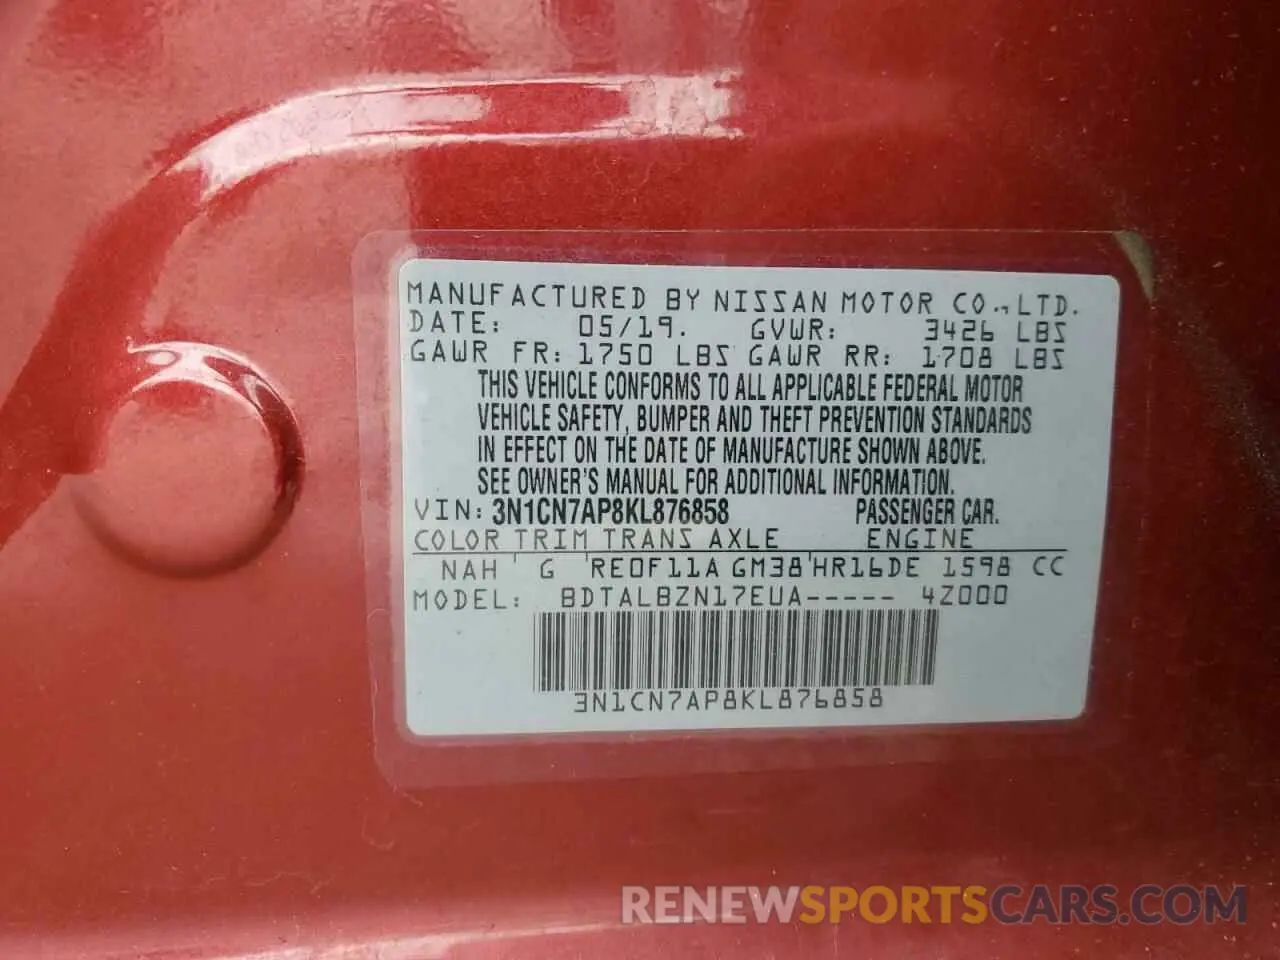 MANUFACTURED BY NISSAN MOTOR CO.,LTD.
DATE: 05/19. GVWR: 3426 LBS
GAWR FR: 1750 LBS GAWR RR: 1708 LBS
THIS VEHICLE CONFORMS TO ALL APPLICABLE FEDERAL MOTOR
VEHICLE SAFETY, BUMPER AND THEFT PREVENTION STANDARDS
IN EFFECT ON THE DATE OF MANUFACTURE SHOWN ABOVE.
SEE OWNER'S MANUAL FOR ADDITIONAL INFORMATION.
VIN: 3N1CN7AP8KL876858 PASSENGER CAR.
COLOR TRIM TRANS AXLE ENGINE
NAH G RE0F11A GM38 HR16DE 1598 CC
MODEL: BDTALBZN17EUA----- 4Z000
3N1CN7AP8KL876858
RENEWSPORTSCARS.COM